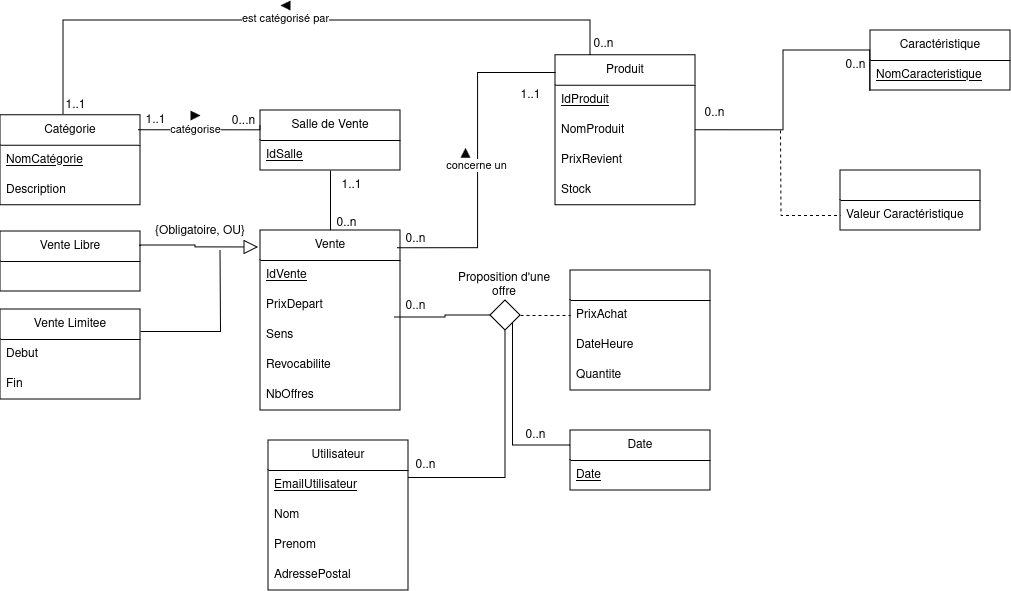 est catégorisé par
0..n
1..1
Catégorie
NomCatégorie
Description
1..1
catégorise
0...n
Salle de Vente
IdSalle
1..1
0..n
Produit
IdProduit
NomProduit
PrixRevient
Stock
1..1
concerne un
0..n
0..n
0..n
Caractéristique
NomCaracteristique
Valeur Caractéristique
Vente Libre
{Obligatoire, OU}
Vente Limitee
Debut
Fin
Vente
IdVente
PrixDepart
Sens
Revocabilite
NbOffres
0..n
Proposition d'une
offre
PrixAchat
DateHeure
Quantite
0..n
Date
Date
Utilisateur
EmailUtilisateur
Nom
Prenom
AdressePostal
0..n